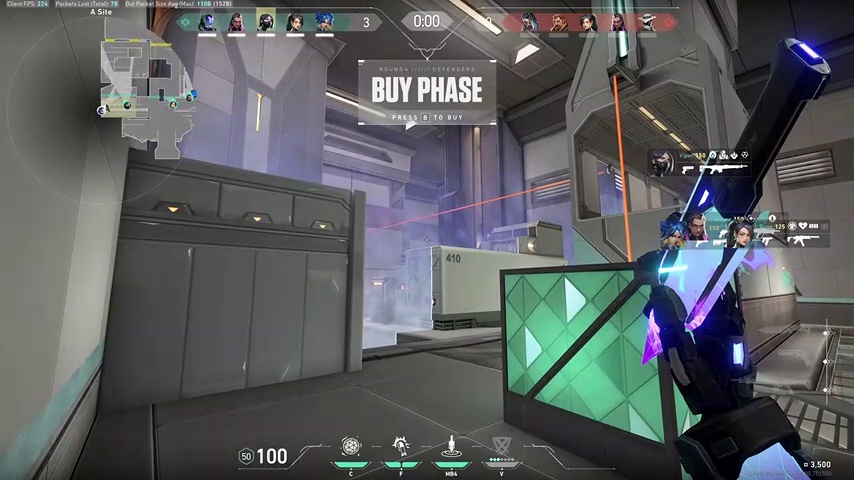 Client FPS: 224 Packets Lost (Total): 78 Out Packet Size Avg (Max): 110B (152B)
A Site
3
0:00
0
ROUND 4 ////// DEFENDERS
BUY PHASE
PRESS B TO BUY
Viper 150
150
125
410
50 100
C F MB4 V
3,500